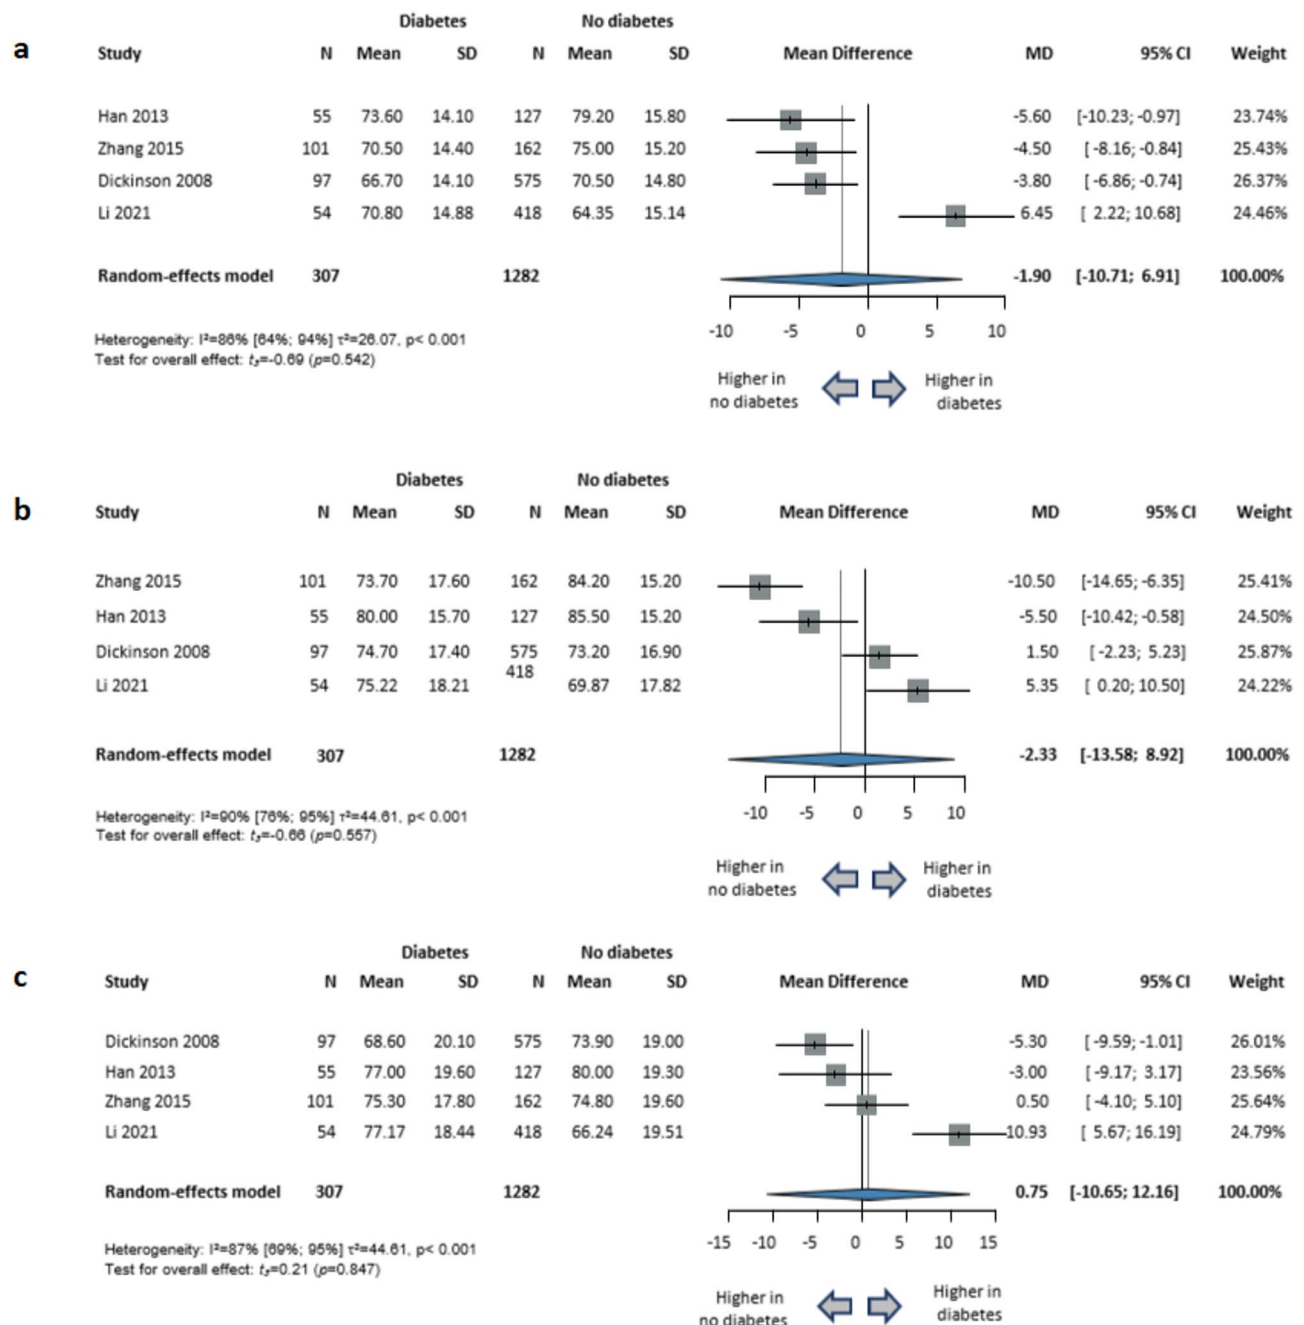 Diabetes No diabetes
a Study N Mean SD N Mean SD Mean Difference MD 95% CI Weight
Han 2013 55 73.60 14.10 127 79.20 15.80 -5.60 [-10.23; -0.97] 23.74%
Zhang 2015 101 70.50 14.40 162 75.00 15.20 -4.50 [ -8.16; -0.84] 25.43%
Dickinson 2008 97 66.70 14.10 575 70.50 14.80 -3.80 [ -6.86; -0.74] 26.37%
Li 2021 54 70.80 14.88 418 64.35 15.14 6.45 [ 2.22; 10.68] 24.46%
Random-effects model 307 1282 -1.90 [-10.71; 6.91] 100.00%
-10 -5 0 5 10
Heterogeneity: I²=86% [64%; 94%] τ²=26.07, p< 0.001
Test for overall effect: t₃=-0.69 (p=0.542)
Higher in Higher in
no diabetes diabetes
Diabetes No diabetes
b Study N Mean SD N Mean SD Mean Difference MD 95% CI Weight
Zhang 2015 101 73.70 17.60 162 84.20 15.20 -10.50 [-14.65; -6.35] 25.41%
Han 2013 55 80.00 15.70 127 85.50 15.20 -5.50 [-10.42; -0.58] 24.50%
Dickinson 2008 97 74.70 17.40 575 73.20 16.90 1.50 [-2.23; 5.23] 25.87%
418
Li 2021 54 75.22 18.21 69.87 17.82 5.35 [ 0.20; 10.50] 24.22%
Random-effects model 307 1282 -2.33 [-13.58; 8.92] 100.00%
-10 -5 0 5 10
Heterogeneity: I²=90% [76%; 95%] τ²=44.61, p< 0.001
Test for overall effect: t₃=-0.66 (p=0.557)
Higher in Higher in
no diabetes diabetes
Diabetes No diabetes
c Study N Mean SD N Mean SD Mean Difference MD 95% CI Weight
Dickinson 2008 97 68.60 20.10 575 73.90 19.00 -5.30 [ -9.59; -1.01] 26.01%
Han 2013 55 77.00 19.60 127 80.00 19.30 -3.00 [ -9.17; 3.17] 23.56%
Zhang 2015 101 75.30 17.80 162 74.80 19.60 0.50 [ -4.10; 5.10] 25.64%
Li 2021 54 77.17 18.44 418 66.24 19.51 10.93 [ 5.67; 16.19] 24.79%
Random-effects model 307 1282 0.75 [-10.65; 12.16] 100.00%
-15 -10 -5 0 5 10 15
Heterogeneity: I²=87% [69%; 95%] τ²=44.61, p< 0.001
Test for overall effect: t₃=0.21 (p=0.847)
Higher in Higher in
no diabetes diabetes